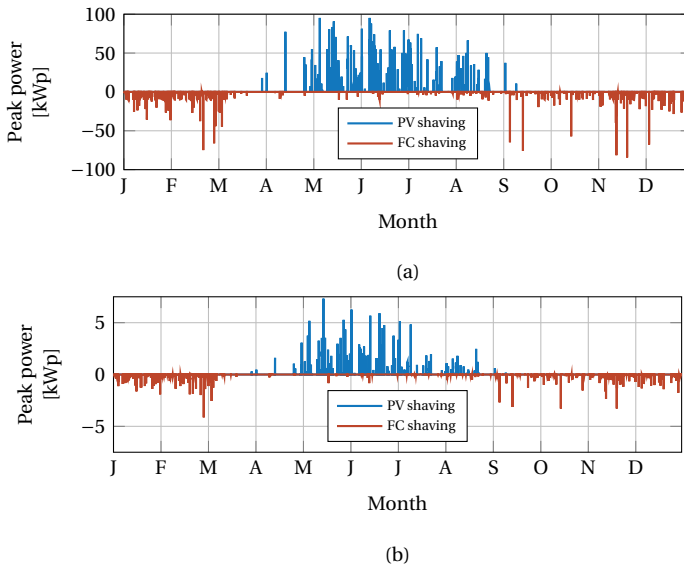 100
50
0
−50
−100
Peak power
[kWp]
PV shaving
FC shaving
J F M A M J J A S O N D
Month
(a)
5
0
−5
Peak power
[kWp]
PV shaving
FC shaving
J F M A M J J A S O N D
Month
(b)